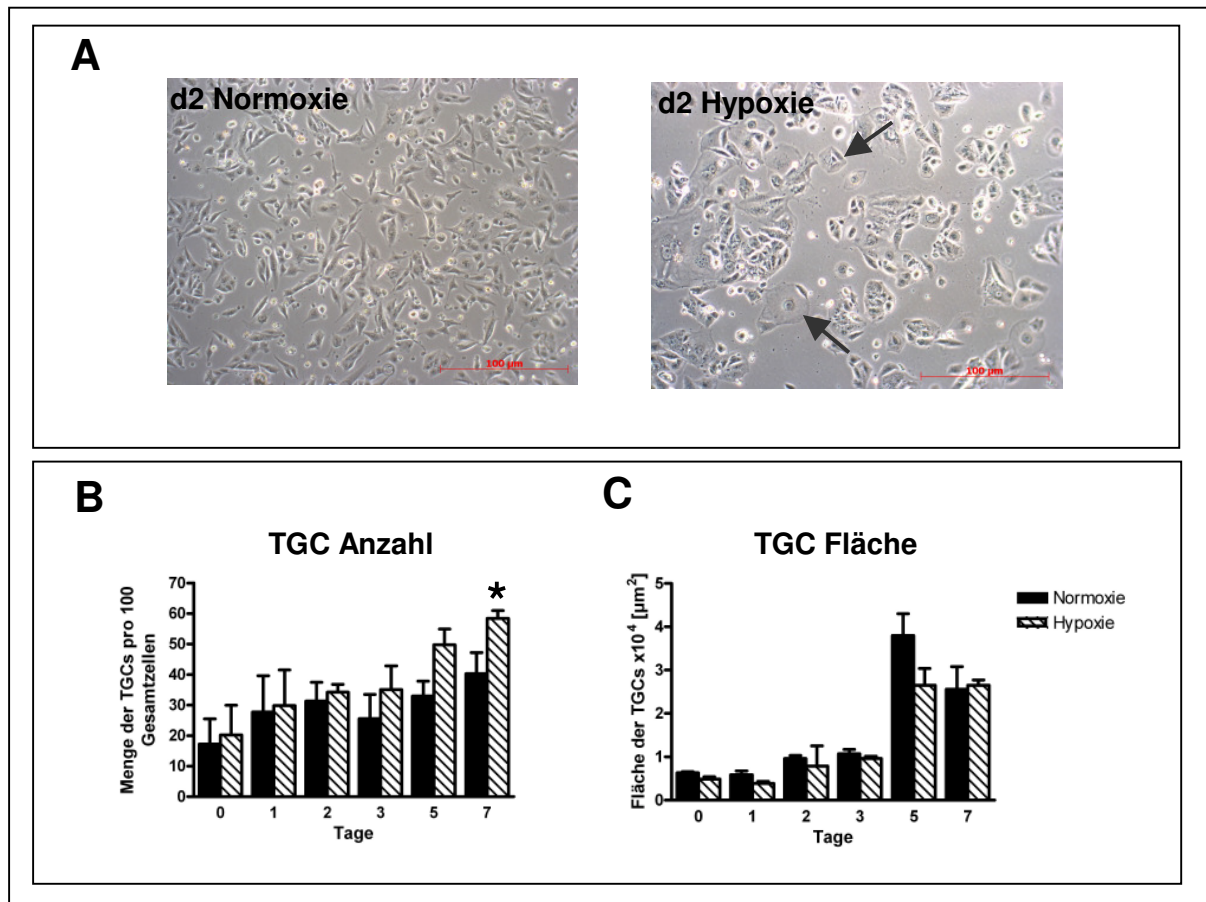 A
d2 Normoxie
d2 Hypoxie
100 µm
100 µm
B
TGC Anzahl
Menge der TGCs pro 100
Gesamtzellen
70
60
50
40
30
20
10
0
*
0 1 2 3 5 7
Tage
C
TGC Fläche
Fläche der TGCs x10⁴ [µm²]
5
4
3
2
1
0
0 1 2 3 5 7
Tage
Normoxie
Hypoxie